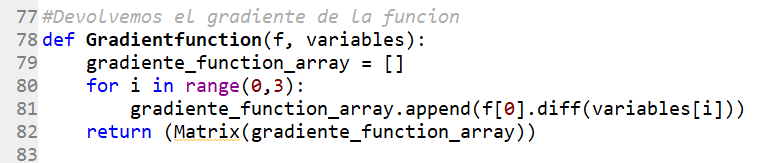 77 #Devolvemos el gradiente de la funcion
78 def Gradientfunction(f, variables):
79     gradiente_function_array = []
80     for i in range(0,3):
81         gradiente_function_array.append(f[0].diff(variables[i]))
82     return (Matrix(gradiente_function_array))
83